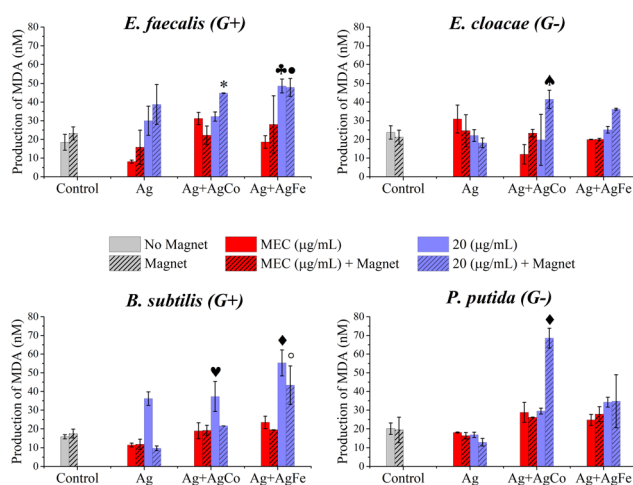 E. faecalis (G+)
E. cloacae (G-)
Production of MDA (nM)
80
70
60
50
40
30
20
10
0
*
♣●
Control
Ag
Ag+AgCo
Ag+AgFe
Production of MDA (nM)
80
70
60
50
40
30
20
10
0
♠
Control
Ag
Ag+AgCo
Ag+AgFe
No Magnet
MEC (μg/mL)
20 (μg/mL)
Magnet
MEC (μg/mL) + Magnet
20 (μg/mL) + Magnet
B. subtilis (G+)
P. putida (G-)
Production of MDA (nM)
80
70
60
50
40
30
20
10
0
♥
♦
○
Control
Ag
Ag+AgCo
Ag+AgFe
Production of MDA (nM)
80
70
60
50
40
30
20
10
0
♦
Control
Ag
Ag+AgCo
Ag+AgFe